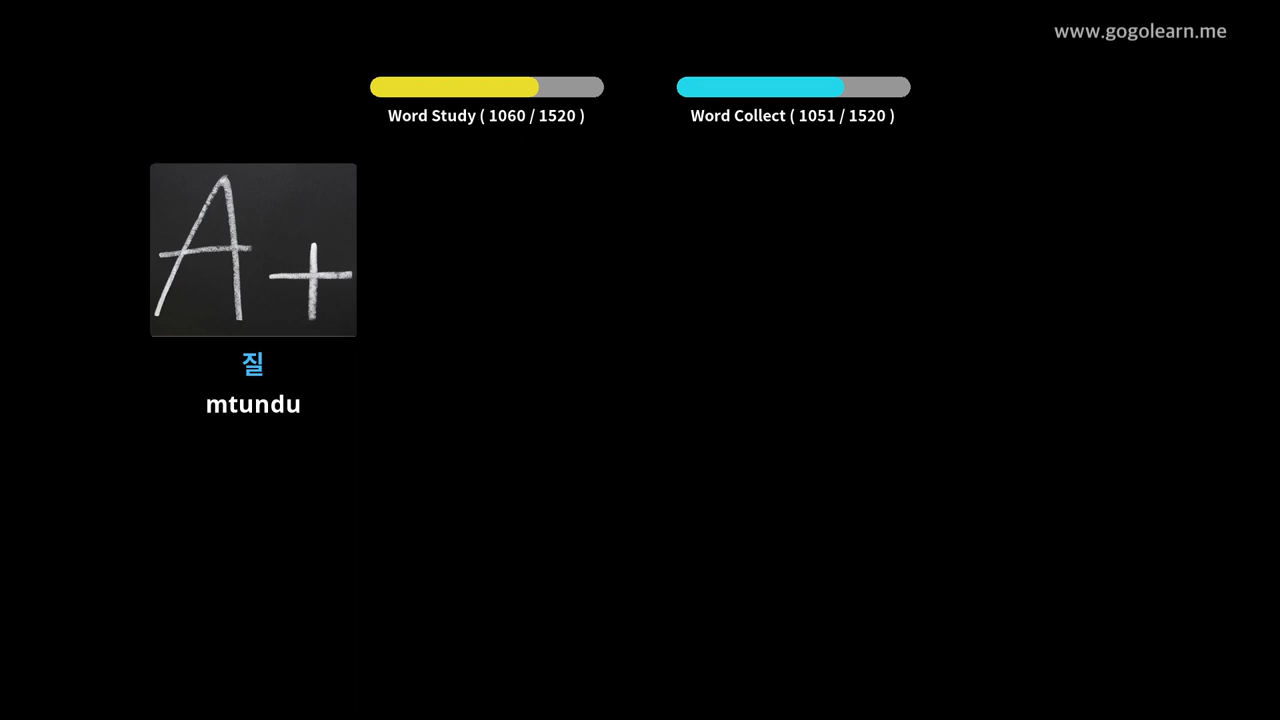 www.gogolearn.me
Word Study ( 1060 / 1520 )
Word Collect ( 1051 / 1520 )
A+
질
mtundu